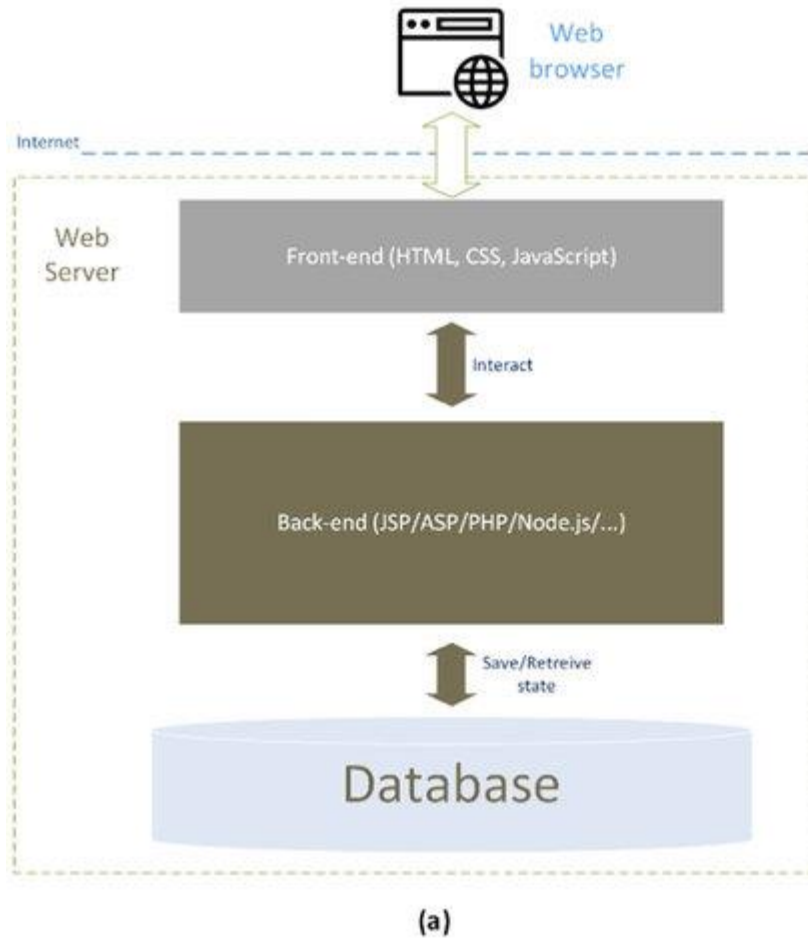 Web
browser
Internet
Web
Server
Front-end (HTML, CSS, JavaScript)
Interact
Back-end (JSP/ASP/PHP/Node.js/...)
Save/Retreive
state
Database
(a)